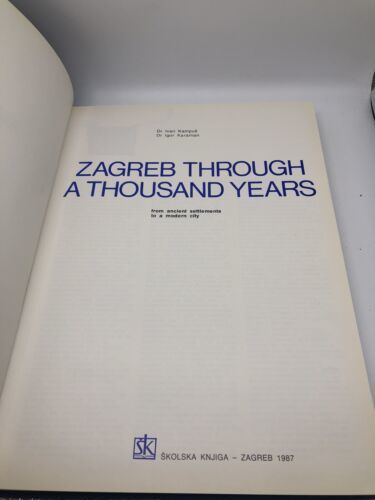 Dr Ivan Kampuš
Dr Igor Karaman
ZAGREB THROUGH
A THOUSAND YEARS
from ancient settlements
to a modern city
ŠK
ŠKOLSKA KNJIGA – ZAGREB 1987